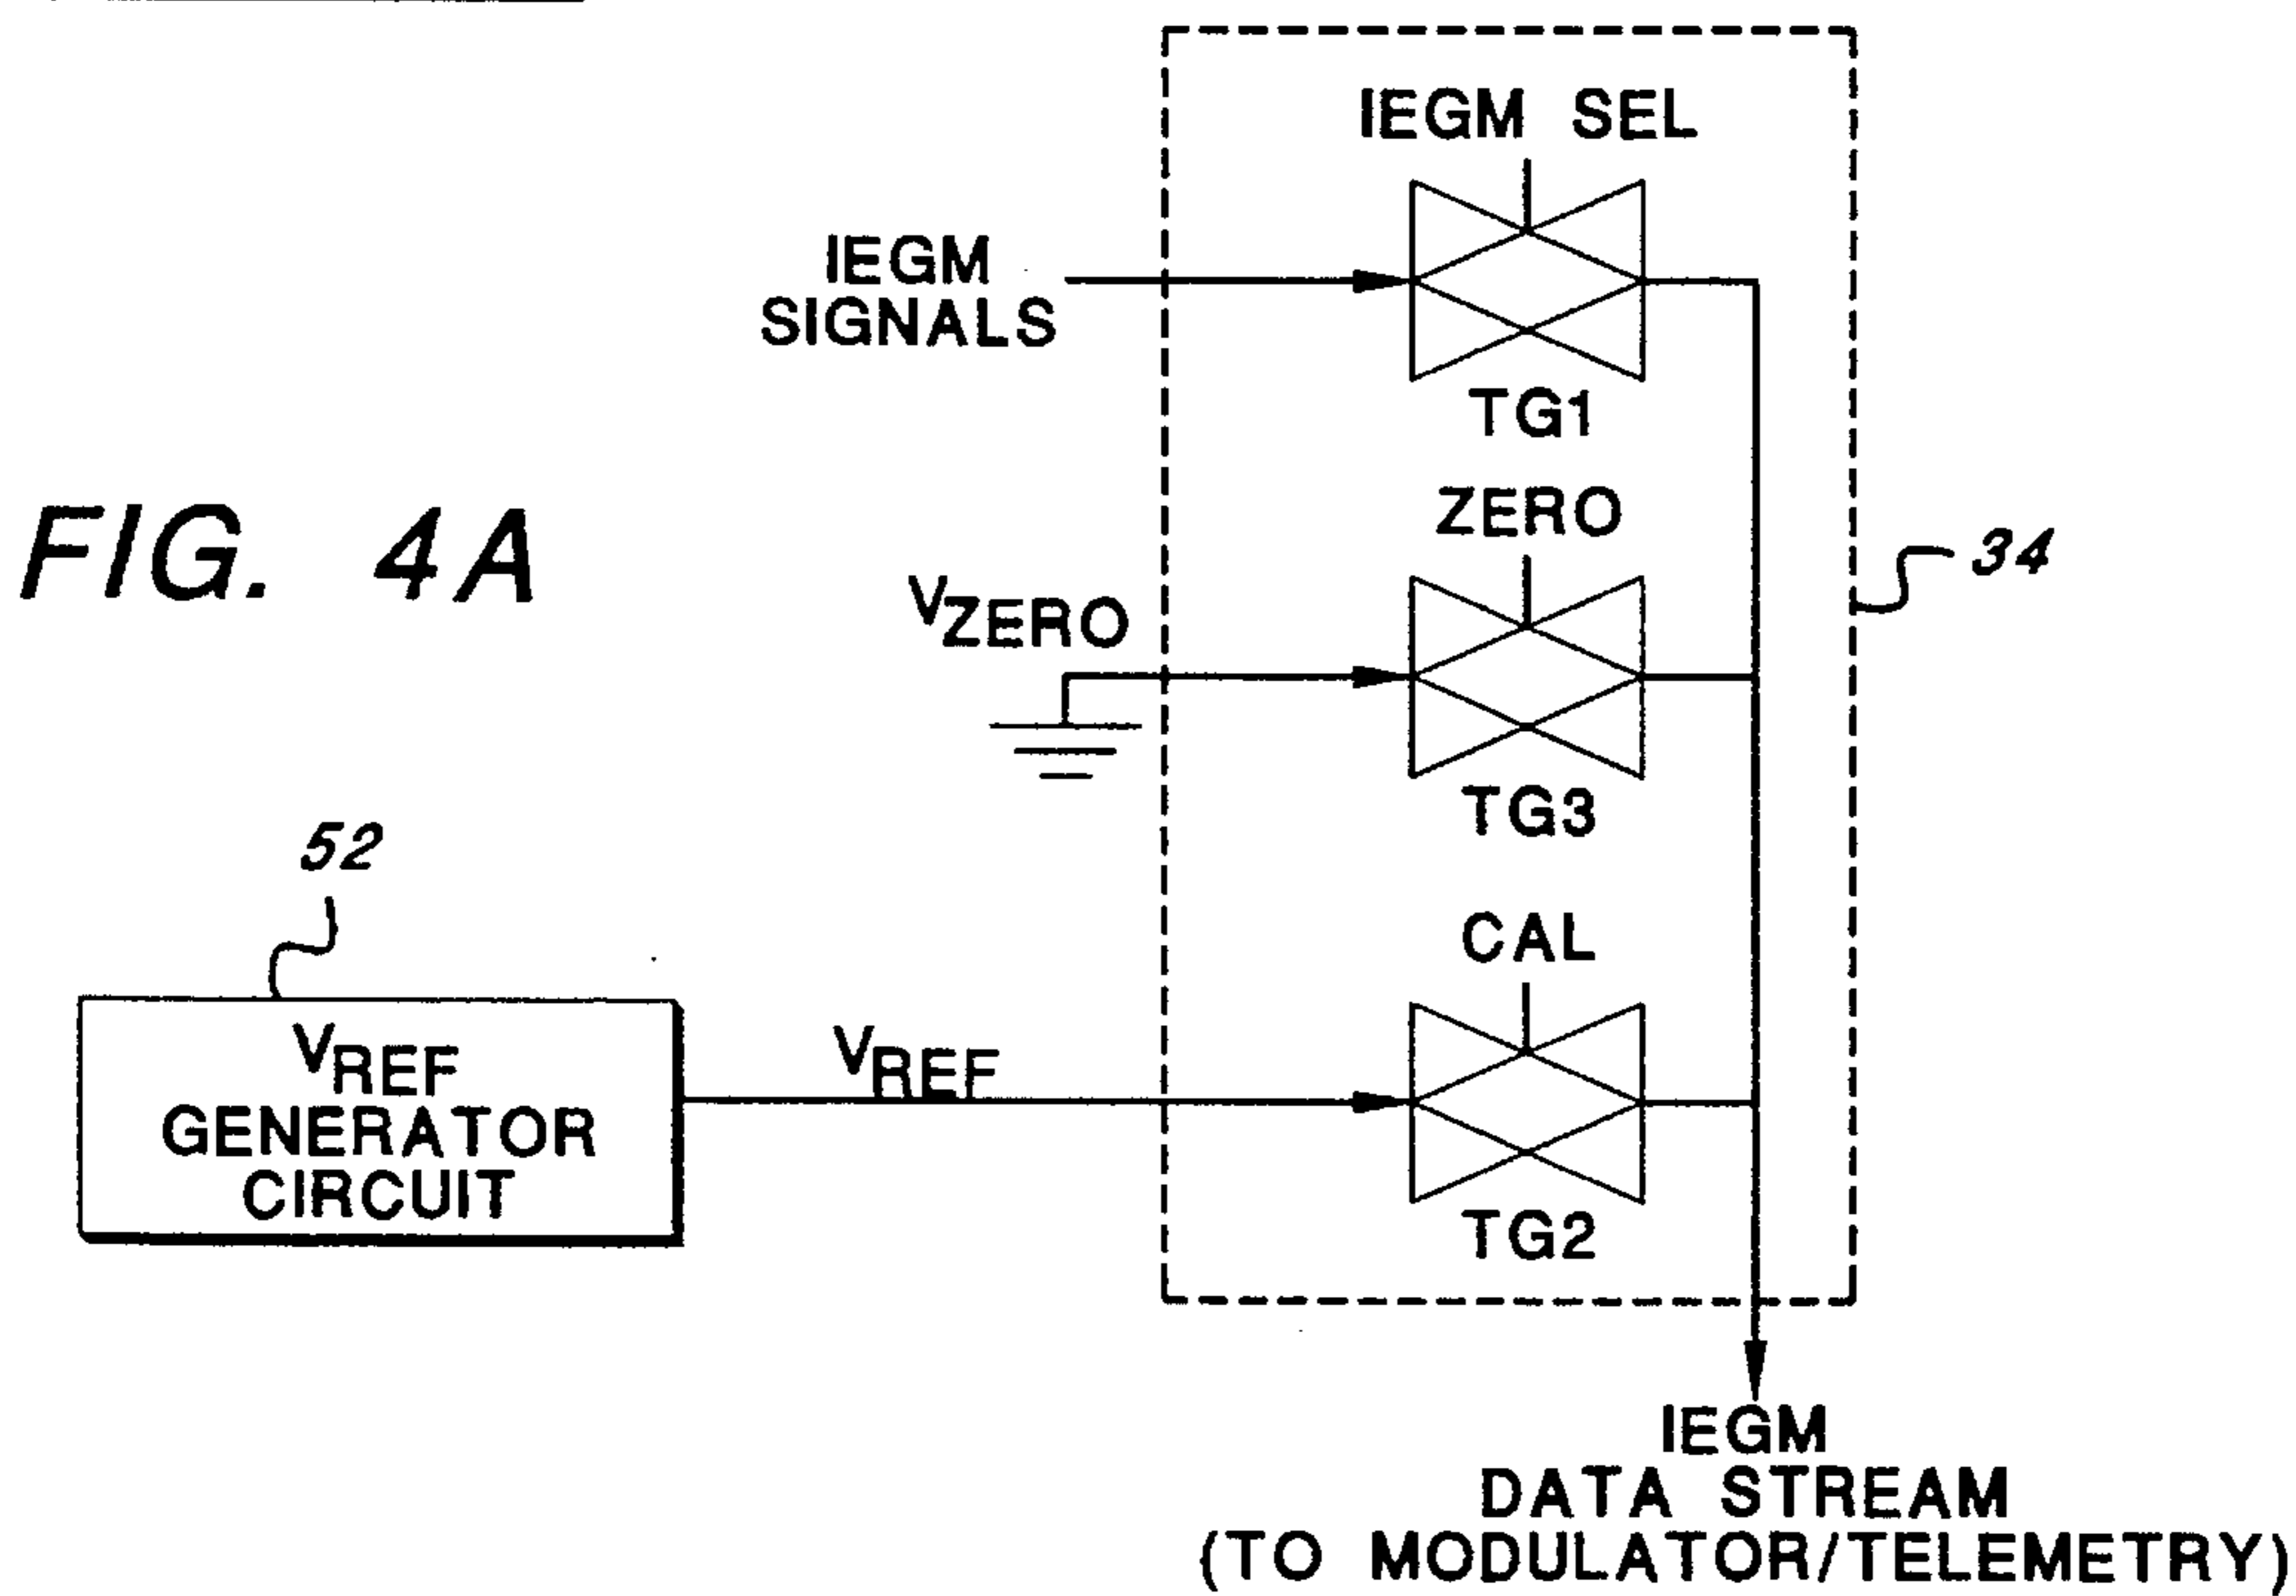 IEGM SEL
IEGM
SIGNALS
TG1
FIG. 4A
ZERO
34
VZERO
TG3
52
CAL
VREF
GENERATOR
CIRCUIT
VREF
TG2
IEGM
DATA STREAM
(TO MODULATOR/TELEMETRY)